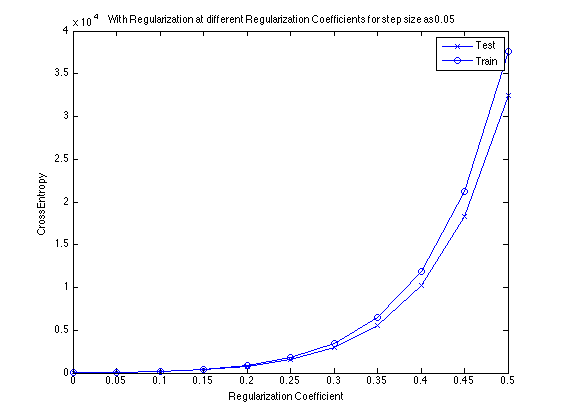 With Regularization at different Regularization Coefficients for step size as0.05
× 10^4
Test
Train
4
3.5
3
2.5
2
1.5
1
0.5
0
CrossEntropy
0 0.05 0.1 0.15 0.2 0.25 0.3 0.35 0.4 0.45 0.5
Regularization Coefficient